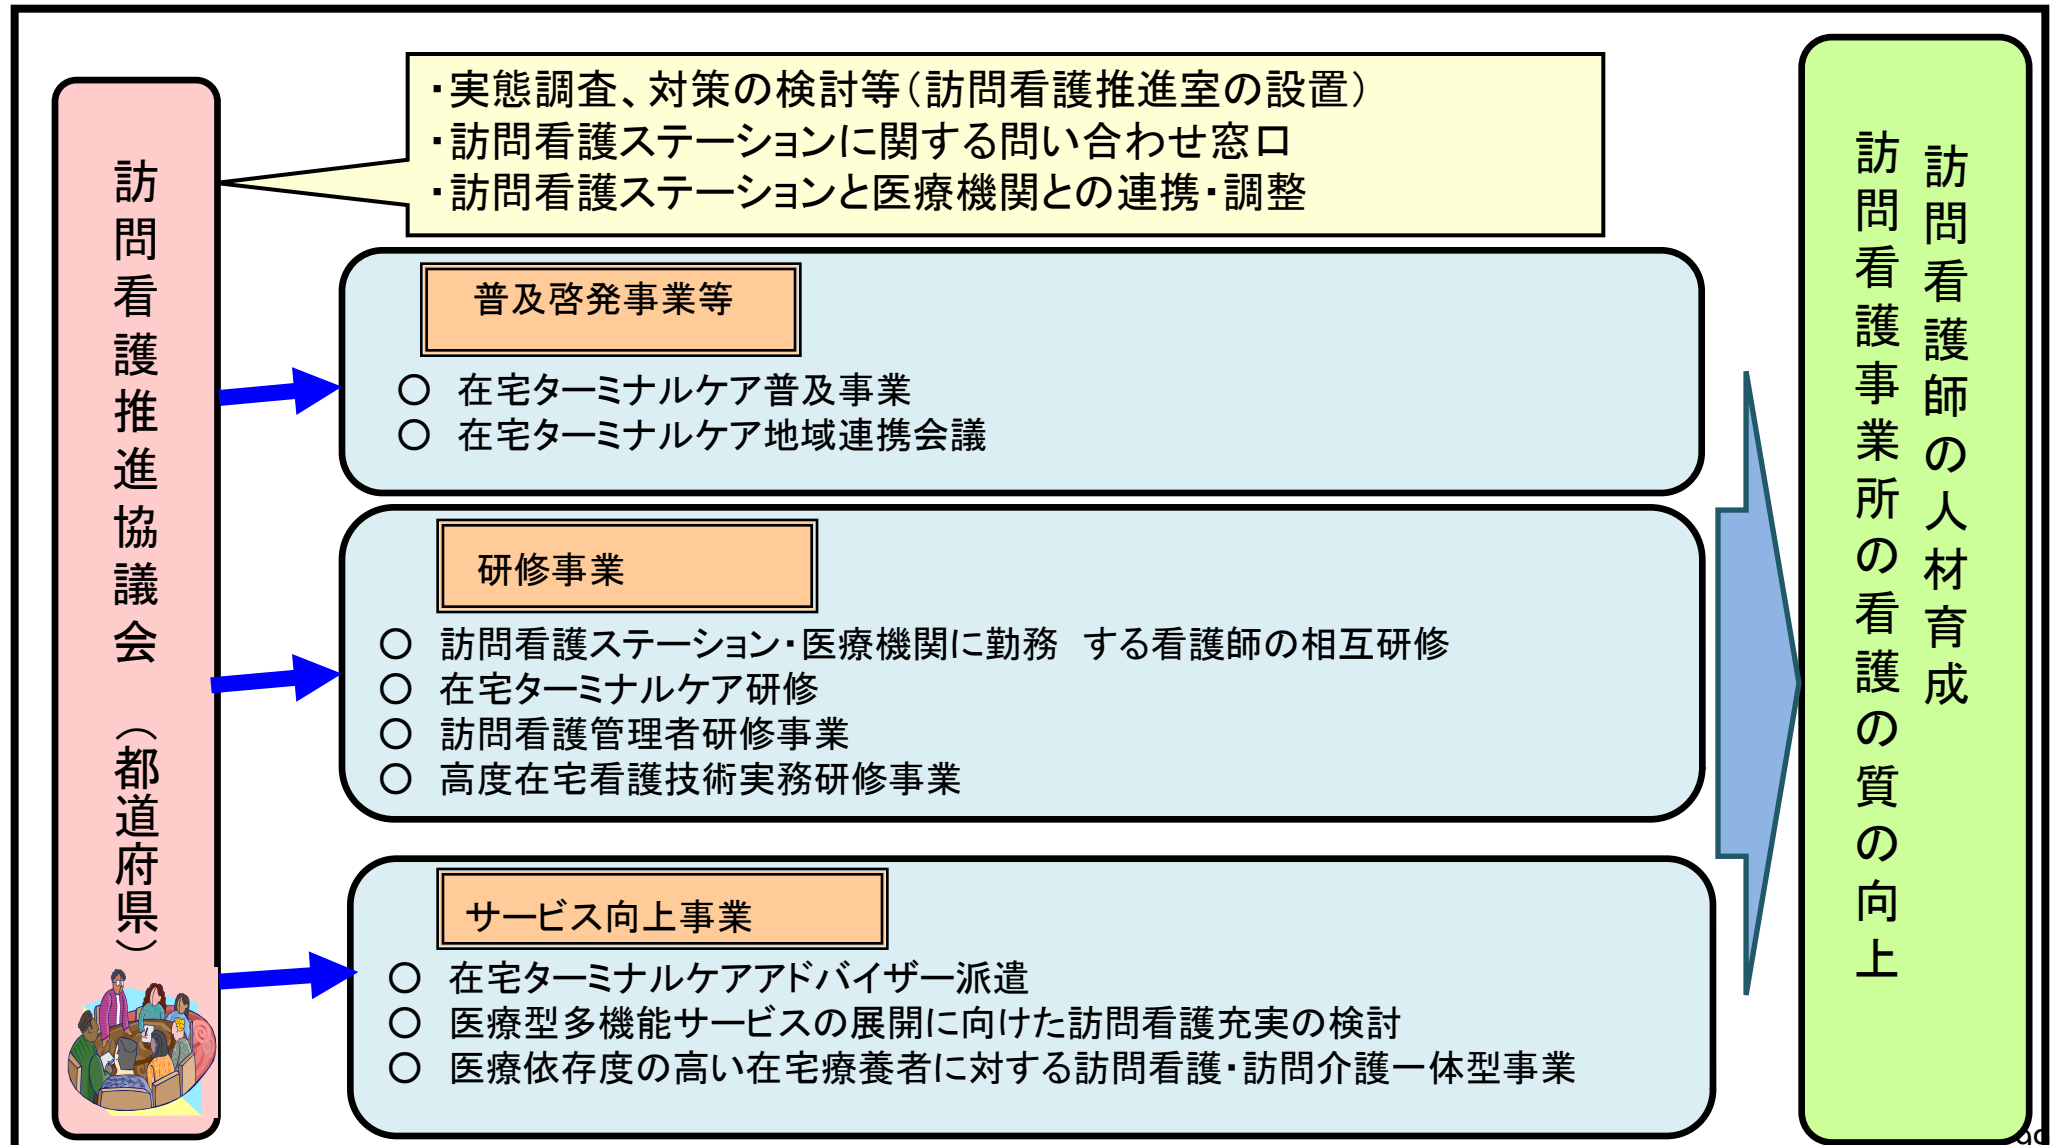 訪問看護推進協議会　（都道府県）
・実態調査、対策の検討等（訪問看護推進室の設置）
・訪問看護ステーションに関する問い合わせ窓口
・訪問看護ステーションと医療機関との連携・調整
普及啓発事業等
○ 在宅ターミナルケア普及事業
○ 在宅ターミナルケア地域連携会議
研修事業
○ 訪問看護ステーション・医療機関に勤務　する看護師の相互研修
○ 在宅ターミナルケア研修
○ 訪問看護管理者研修事業
○ 高度在宅看護技術実務研修事業
サービス向上事業
○ 在宅ターミナルケアアドバイザー派遣
○ 医療型多機能サービスの展開に向けた訪問看護充実の検討
○ 医療依存度の高い在宅療養者に対する訪問看護・訪問介護一体型事業
訪問看護師の人材育成
訪問看護事業所の看護の質の向上